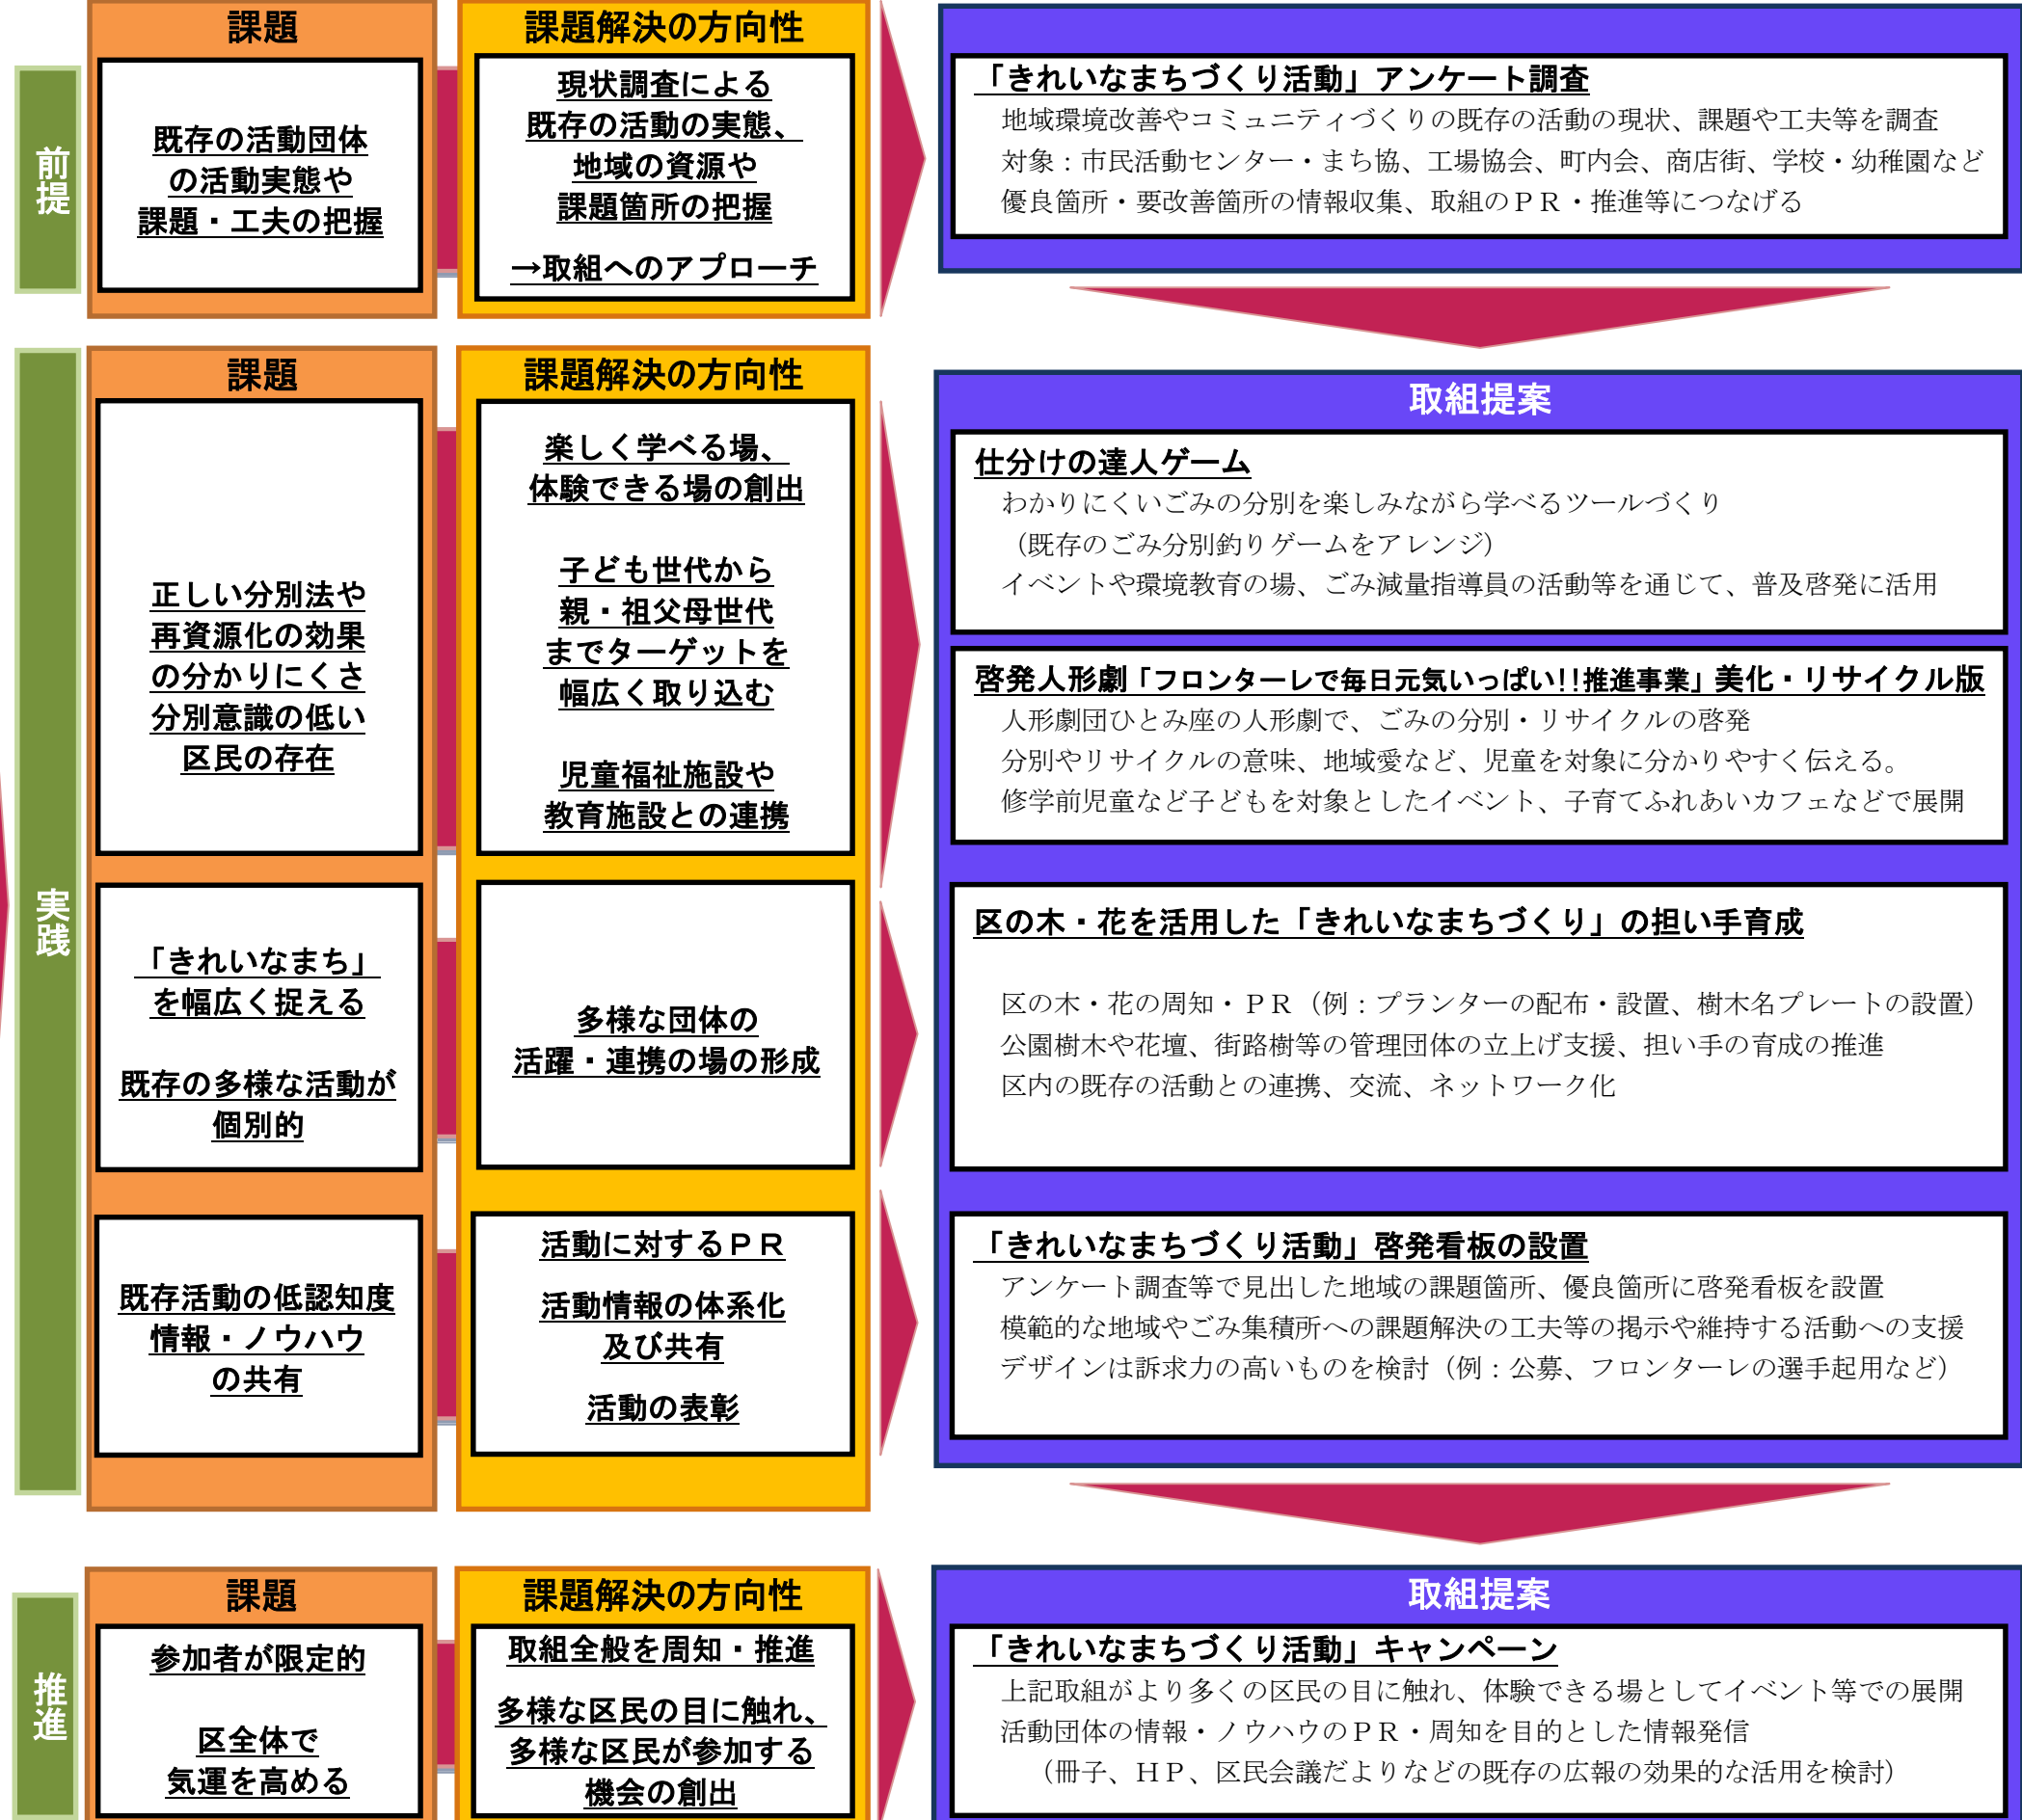 前提
課題
既存の活動団体
の活動実態や
課題・工夫の把握
課題解決の方向性
現状調査による
既存の活動の実態、
地域の資源や
課題箇所の把握
→取組へのアプローチ
「きれいなまちづくり活動」アンケート調査
地域環境改善やコミュニティづくりの既存の活動の現状、課題や工夫等を調査
対象：市民活動センター・まち協、工場協会、町内会、商店街、学校・幼稚園など
優良箇所・要改善箇所の情報収集、取組のＰＲ・推進等につなげる
実践
課題
正しい分別法や
再資源化の効果
の分かりにくさ
分別意識の低い
区民の存在
課題解決の方向性
楽しく学べる場、
体験できる場の創出
子ども世代から
親・祖父母世代
までターゲットを
幅広く取り込む
児童福祉施設や
教育施設との連携
取組提案
仕分けの達人ゲーム
わかりにくいごみの分別を楽しみながら学べるツールづくり
（既存のごみ分別釣りゲームをアレンジ）
イベントや環境教育の場、ごみ減量指導員の活動等を通じて、普及啓発に活用
啓発人形劇「フロンターレで毎日元気いっぱい!!推進事業」美化・リサイクル版
人形劇団ひとみ座の人形劇で、ごみの分別・リサイクルの啓発
分別やリサイクルの意味、地域愛など、児童を対象に分かりやすく伝える。
修学前児童など子どもを対象としたイベント、子育てふれあいカフェなどで展開
「きれいなまち」
を幅広く捉える
既存の多様な活動が
個別的
多様な団体の
活躍・連携の場の形成
区の木・花を活用した「きれいなまちづくり」の担い手育成
区の木・花の周知・ＰＲ（例：プランターの配布・設置、樹木名プレートの設置）
公園樹木や花壇、街路樹等の管理団体の立上げ支援、担い手の育成の推進
区内の既存の活動との連携、交流、ネットワーク化
既存活動の低認知度
情報・ノウハウ
の共有
活動に対するＰＲ
活動情報の体系化
及び共有
活動の表彰
「きれいなまちづくり活動」啓発看板の設置
アンケート調査等で見出した地域の課題箇所、優良箇所に啓発看板を設置
模範的な地域やごみ集積所への課題解決の工夫等の掲示や維持する活動への支援
デザインは訴求力の高いものを検討（例：公募、フロンターレの選手起用など）
推進
課題
参加者が限定的
区全体で
気運を高める
課題解決の方向性
取組全般を周知・推進
多様な区民の目に触れ、
多様な区民が参加する
機会の創出
取組提案
「きれいなまちづくり活動」キャンペーン
上記取組がより多くの区民の目に触れ、体験できる場としてイベント等での展開
活動団体の情報・ノウハウのＰＲ・周知を目的とした情報発信
（冊子、ＨＰ、区民会議だよりなどの既存の広報の効果的な活用を検討）